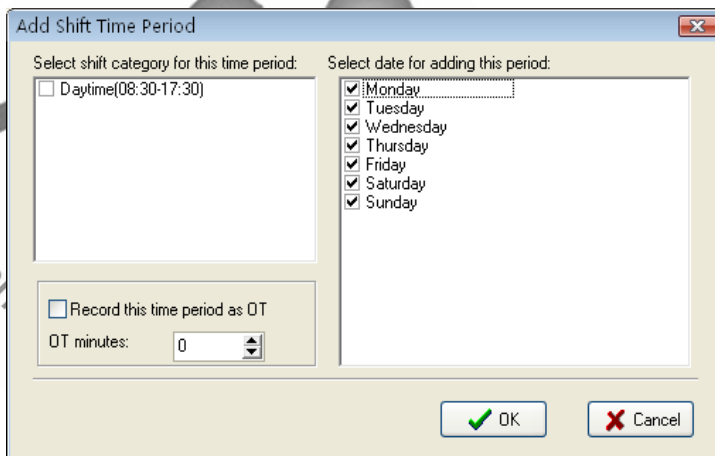 Add Shift Time Period
Select shift category for this time period:
Daytime(08:30-17:30)
Select date for adding this period:
Monday
Tuesday
Wednesday
Thursday
Friday
Saturday
Sunday
Record this time period as OT
OT minutes:
0
OK
Cancel